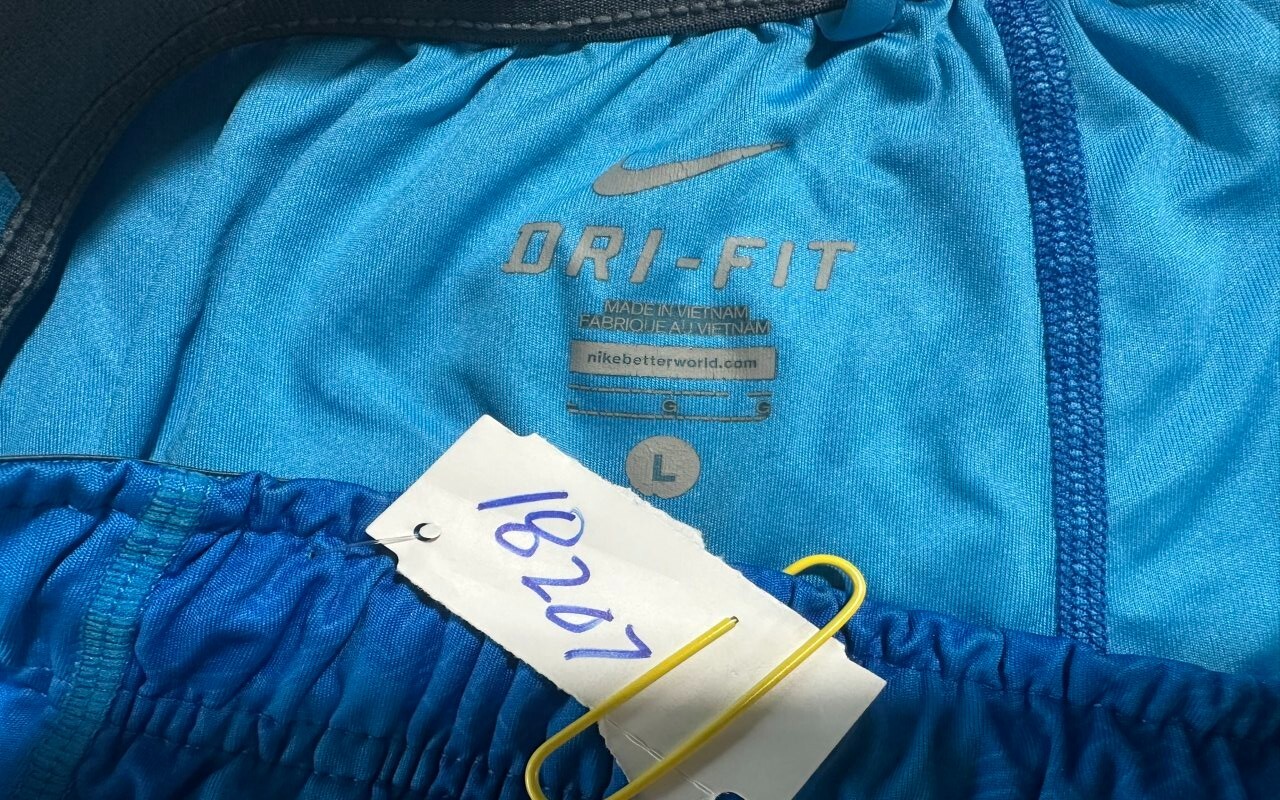 DRI-FIT
MADE IN VIETNAM
FABRIQUE AU VIETNAM
nikebetterworld.com
G G
L
18207